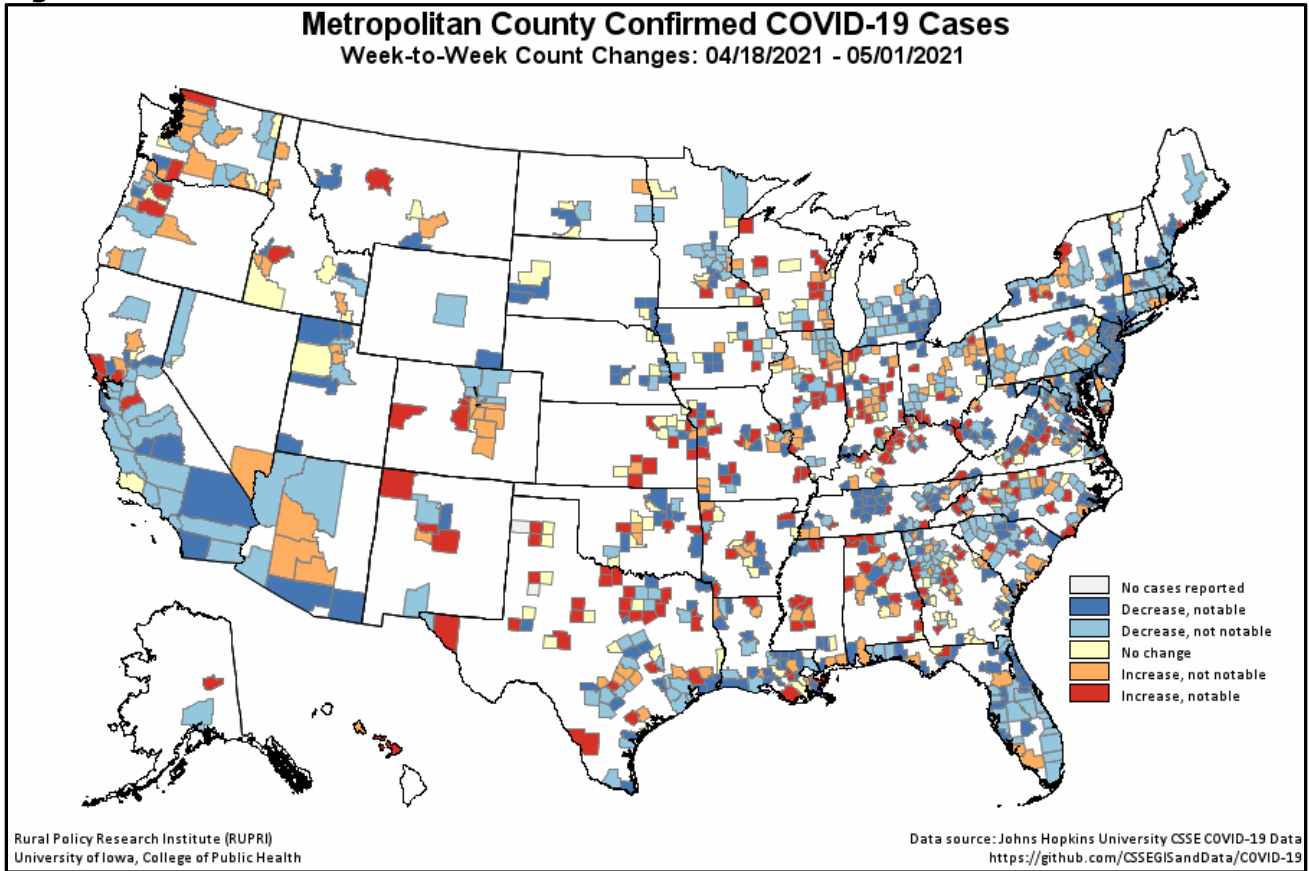 Metropolitan County Confirmed COVID-19 Cases
Week-to-Week Count Changes: 04/18/2021 - 05/01/2021
No cases reported
Decrease, notable
Decrease, not notable
No change
Increase, not notable
Increase, notable
Rural Policy Research Institute (RUPRI)
University of Iowa, College of Public Health
Data source: Johns Hopkins University CSSE COVID-19 Data
https://github.com/CSSEGISandData/COVID-19